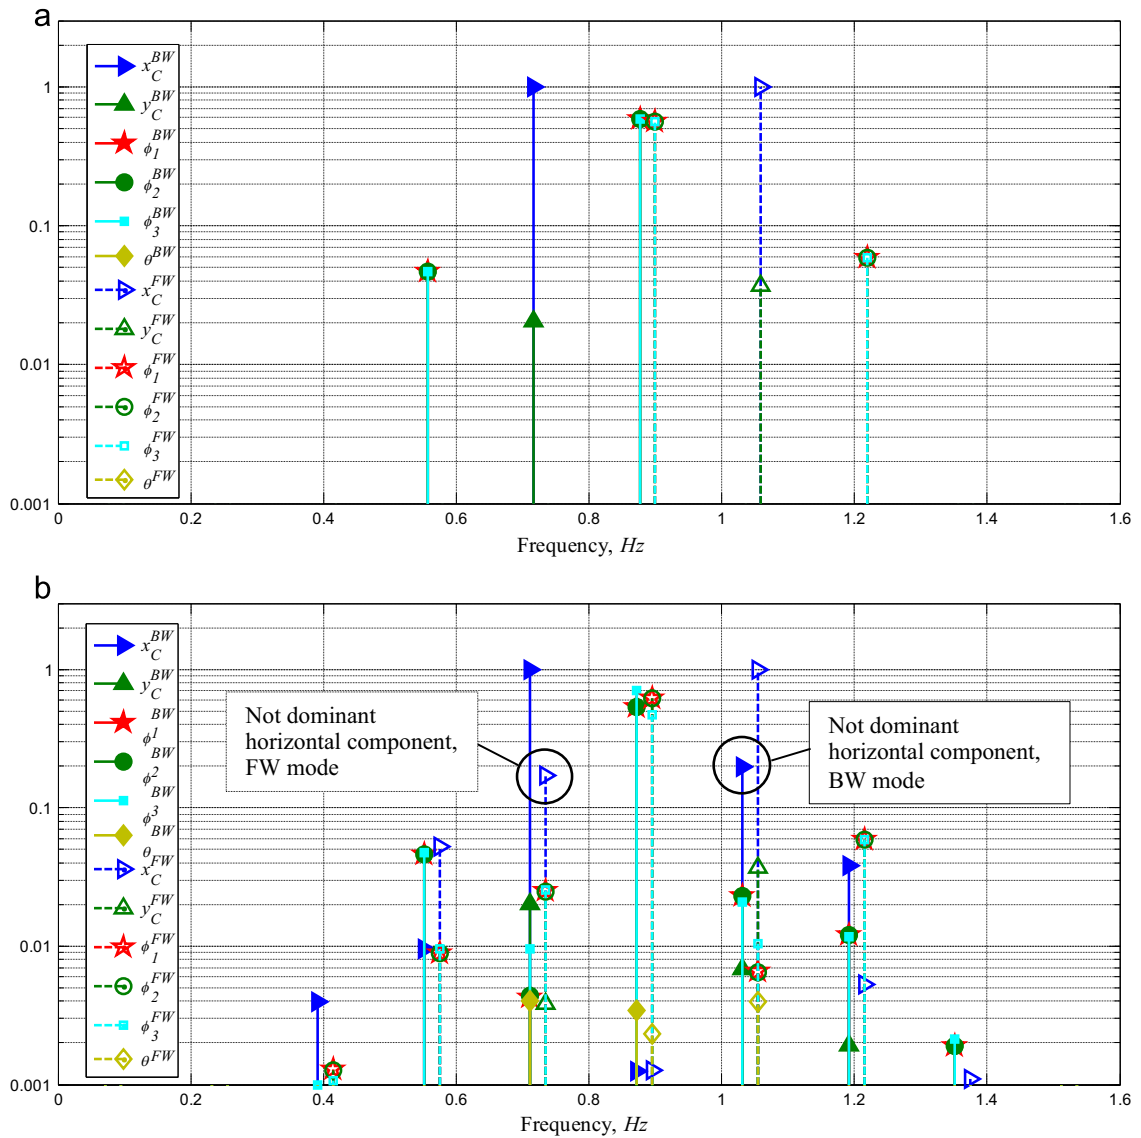 a
x_C^{BW}
y_C^{BW}
ϕ_1^{BW}
ϕ_2^{BW}
ϕ_3^{BW}
θ^{BW}
x_C^{FW}
y_C^{FW}
ϕ_1^{FW}
ϕ_2^{FW}
ϕ_3^{FW}
θ^{FW}
1
0.1
0.01
0.001
0 0.2 0.4 0.6 0.8 1 1.2 1.4 1.6
Frequency, Hz
b
x_C^{BW}
y_C^{BW}
ϕ_1^{BW}
ϕ_2^{BW}
ϕ_3^{BW}
θ^{BW}
x_C^{FW}
y_C^{FW}
ϕ_1^{FW}
ϕ_2^{FW}
ϕ_3^{FW}
θ^{FW}
Not dominant
horizontal component,
FW mode
Not dominant
horizontal component,
BW mode
1
0.1
0.01
0.001
0 0.2 0.4 0.6 0.8 1 1.2 1.4 1.6
Frequency, Hz